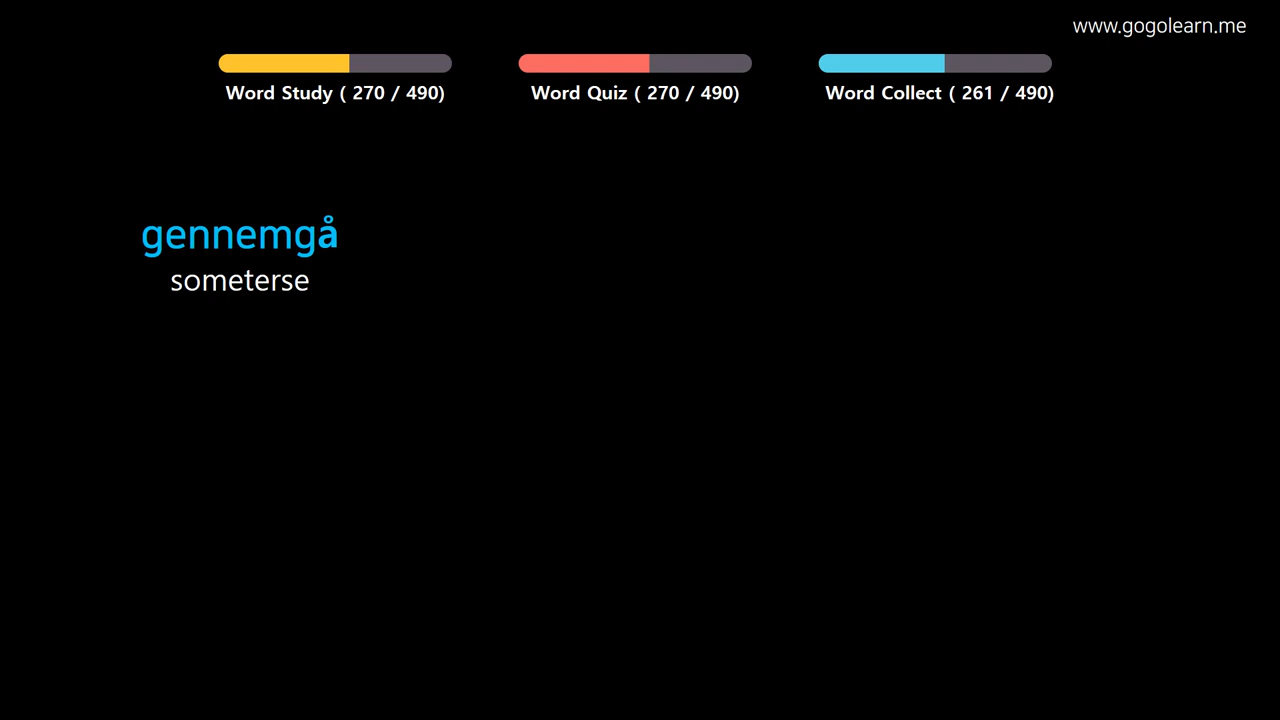 www.gogolearn.me
Word Study ( 270 / 490)
Word Quiz ( 270 / 490)
Word Collect ( 261 / 490)
gennemgå
someterse